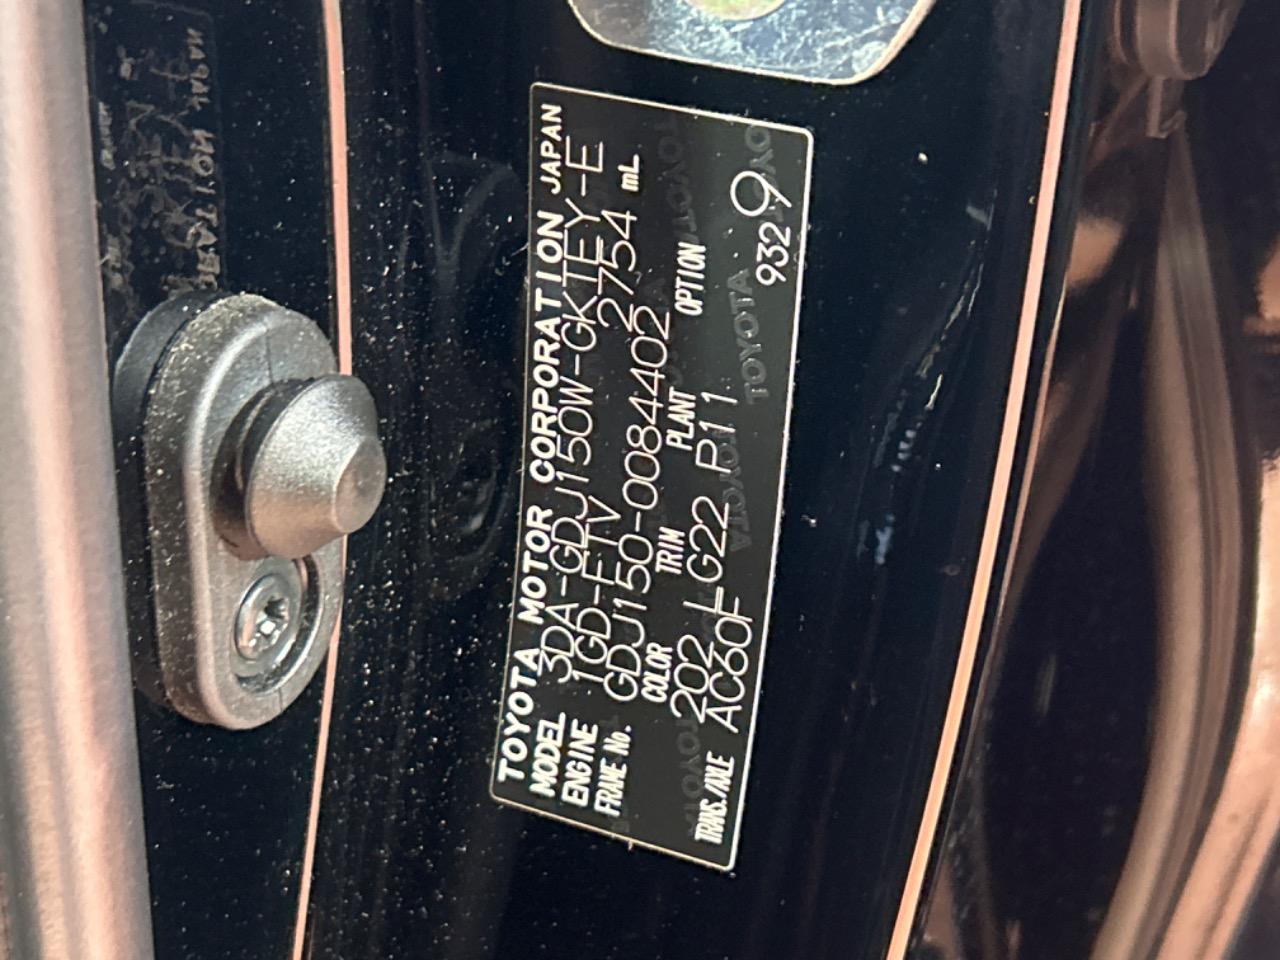 TOYOTA MOTOR CORPORATION JAPAN
MODEL 3DA-GDJ150W-GKTEY-E
ENGINE 1GD-FTV 2754 mL
FRAME No. GDJ150-0084402
COLOR TRIM PLANT OPTION
202 LG22 P11
TRANS./AXLE AC60F 9329